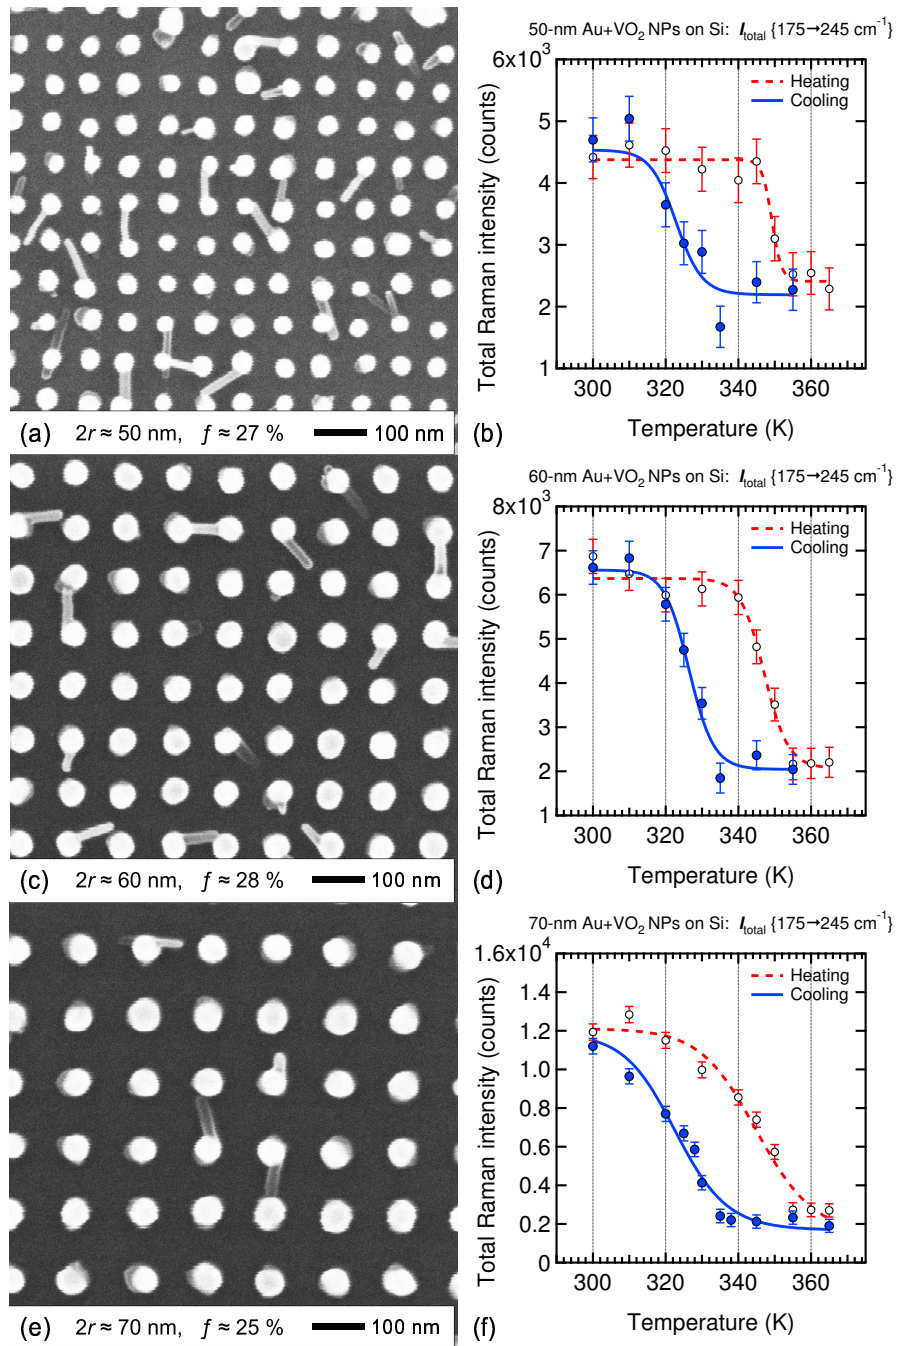 50-nm Au+VO₂ NPs on Si: I_total {175→245 cm⁻¹}
6x10³
5
4
3
2
1
Total Raman intensity (counts)
Heating
Cooling
300 320 340 360
Temperature (K)
(a) 2r ≈ 50 nm, f ≈ 27 % 100 nm
(b)
60-nm Au+VO₂ NPs on Si: I_total {175→245 cm⁻¹}
8x10³
7
6
5
4
3
2
1
Total Raman intensity (counts)
Heating
Cooling
300 320 340 360
Temperature (K)
(c) 2r ≈ 60 nm, f ≈ 28 % 100 nm
(d)
70-nm Au+VO₂ NPs on Si: I_total {175→245 cm⁻¹}
1.6x10⁴
1.4
1.2
1.0
0.8
0.6
0.4
0.2
0
Total Raman intensity (counts)
Heating
Cooling
300 320 340 360
Temperature (K)
(e) 2r ≈ 70 nm, f ≈ 25 % 100 nm
(f)